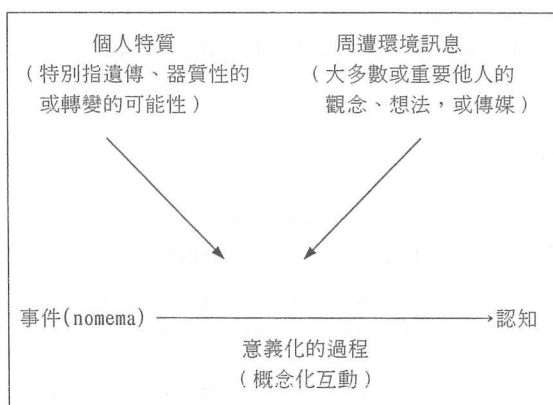 個人特質
（特別指遺傳、器質性的
或轉變的可能性）
周遭環境訊息
（大多數或重要他人的
觀念、想法，或傳媒）
事件(nomema)
認知
意義化的過程
（概念化互動）